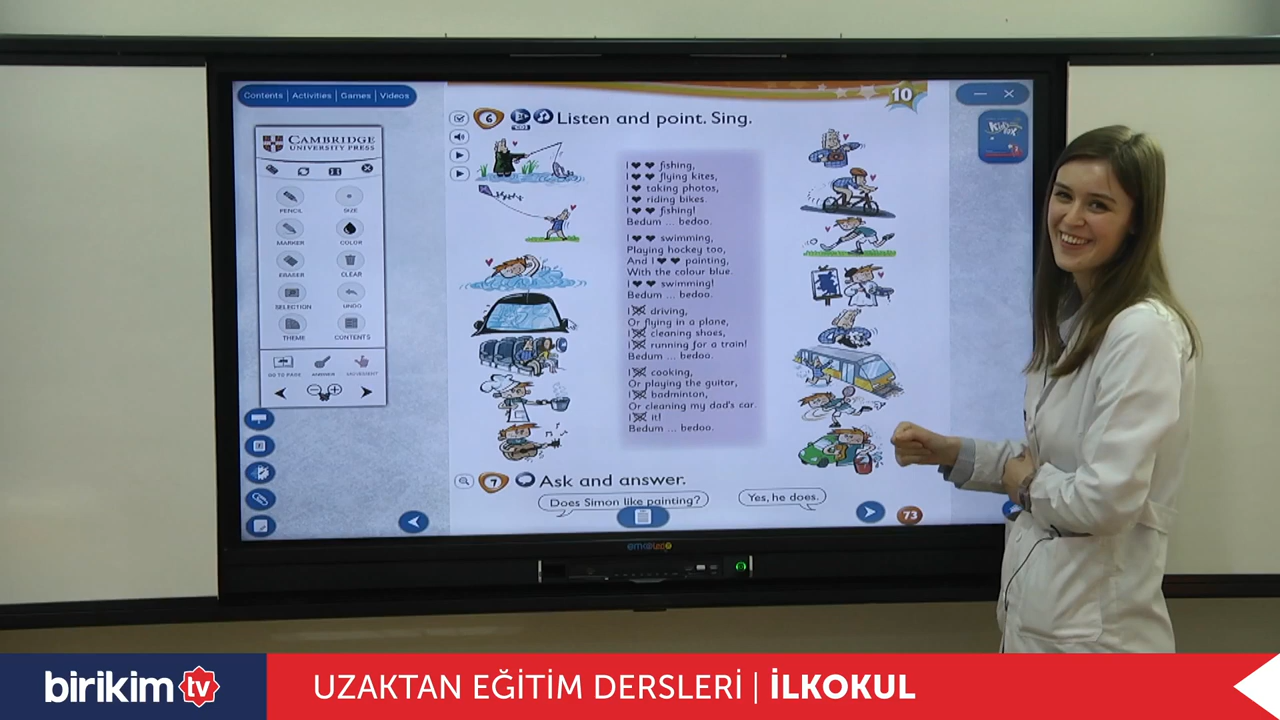 Contents | Activities | Games | Videos
CAMBRIDGE
UNIVERSITY PRESS
PENCIL
SIZE
MARKER
COLOR
ERASER
CLEAR
SELECTION
UNDO
THEME
CONTENTS
GO TO PAGE
ANSWER
10
6 Listen and point. Sing.
I ❤ ❤ fishing,
I ❤ ❤ flying kites,
I ❤ taking photos,
I ❤ riding bikes.
I ❤ ❤ fishing!
Bedum ... bedoo.
I ❤ ❤ swimming,
Playing hockey too,
And I ❤ ❤ painting,
With the colour blue.
I ❤ ❤ swimming!
Bedum ... bedoo.
I driving,
Or flying in a plane,
I cleaning shoes,
I running for a train!
Bedum ... bedoo.
I cooking,
Or playing the guitar,
I badminton,
Or cleaning my dad's car.
I it!
Bedum ... bedoo.
7 Ask and answer.
Does Simon like painting?
Yes, he does.
73
birikim tv
UZAKTAN EĞİTİM DERSLERİ | İLKOKUL